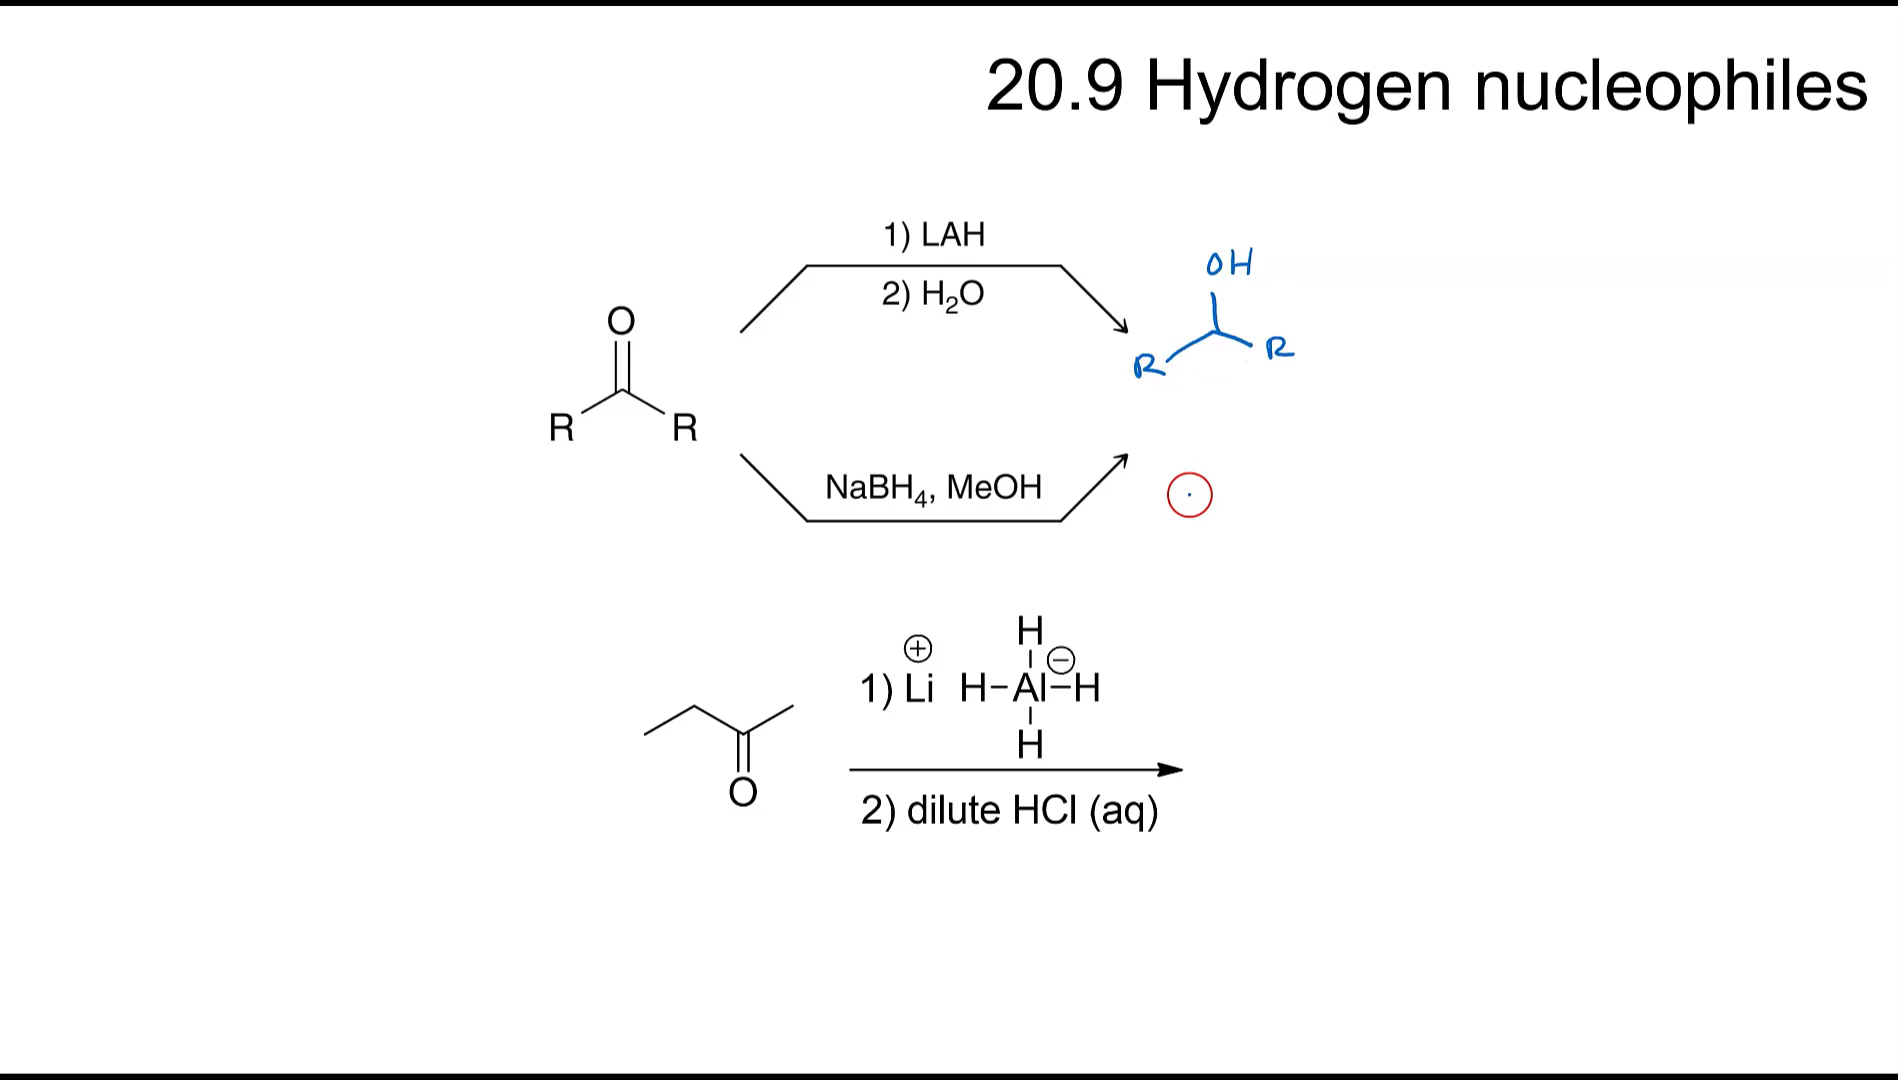 20.9 Hydrogen nucleophiles
1) LAH
2) H₂O
OH
R
R
O
R
R
NaBH₄, MeOH
H
⊕
⊖
1) Li H–Al–H
H
O
2) dilute HCl (aq)